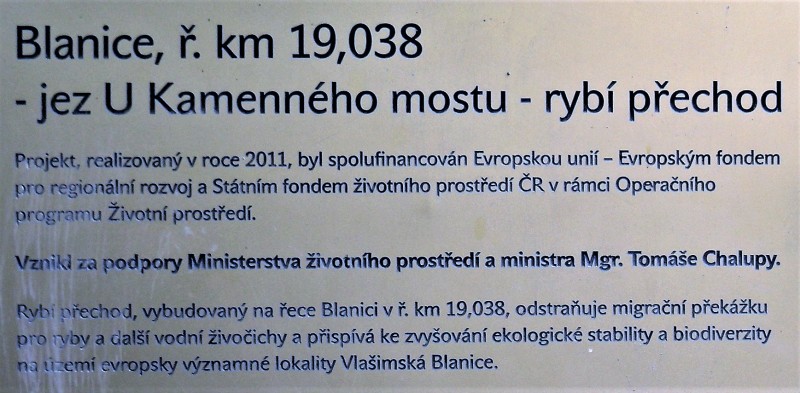 Blanice, ř. km 19,038
- jez U Kamenného mostu - rybí přechod
Projekt, realizovaný v roce 2011, byl spolufinancován Evropskou unií – Evropským fondem
pro regionální rozvoj a Státním fondem životního prostředí ČR v rámci Operačního
programu Životní prostředí.
Vznikl za podpory Ministerstva životního prostředí a ministra Mgr. Tomáše Chalupy.
Rybí přechod, vybudovaný na řece Blanici v ř. km 19,038, odstraňuje migrační překážku
pro ryby a další vodní živočichy a přispívá ke zvyšování ekologické stability a biodiverzity
na území evropsky významné lokality Vlašimská Blanice.